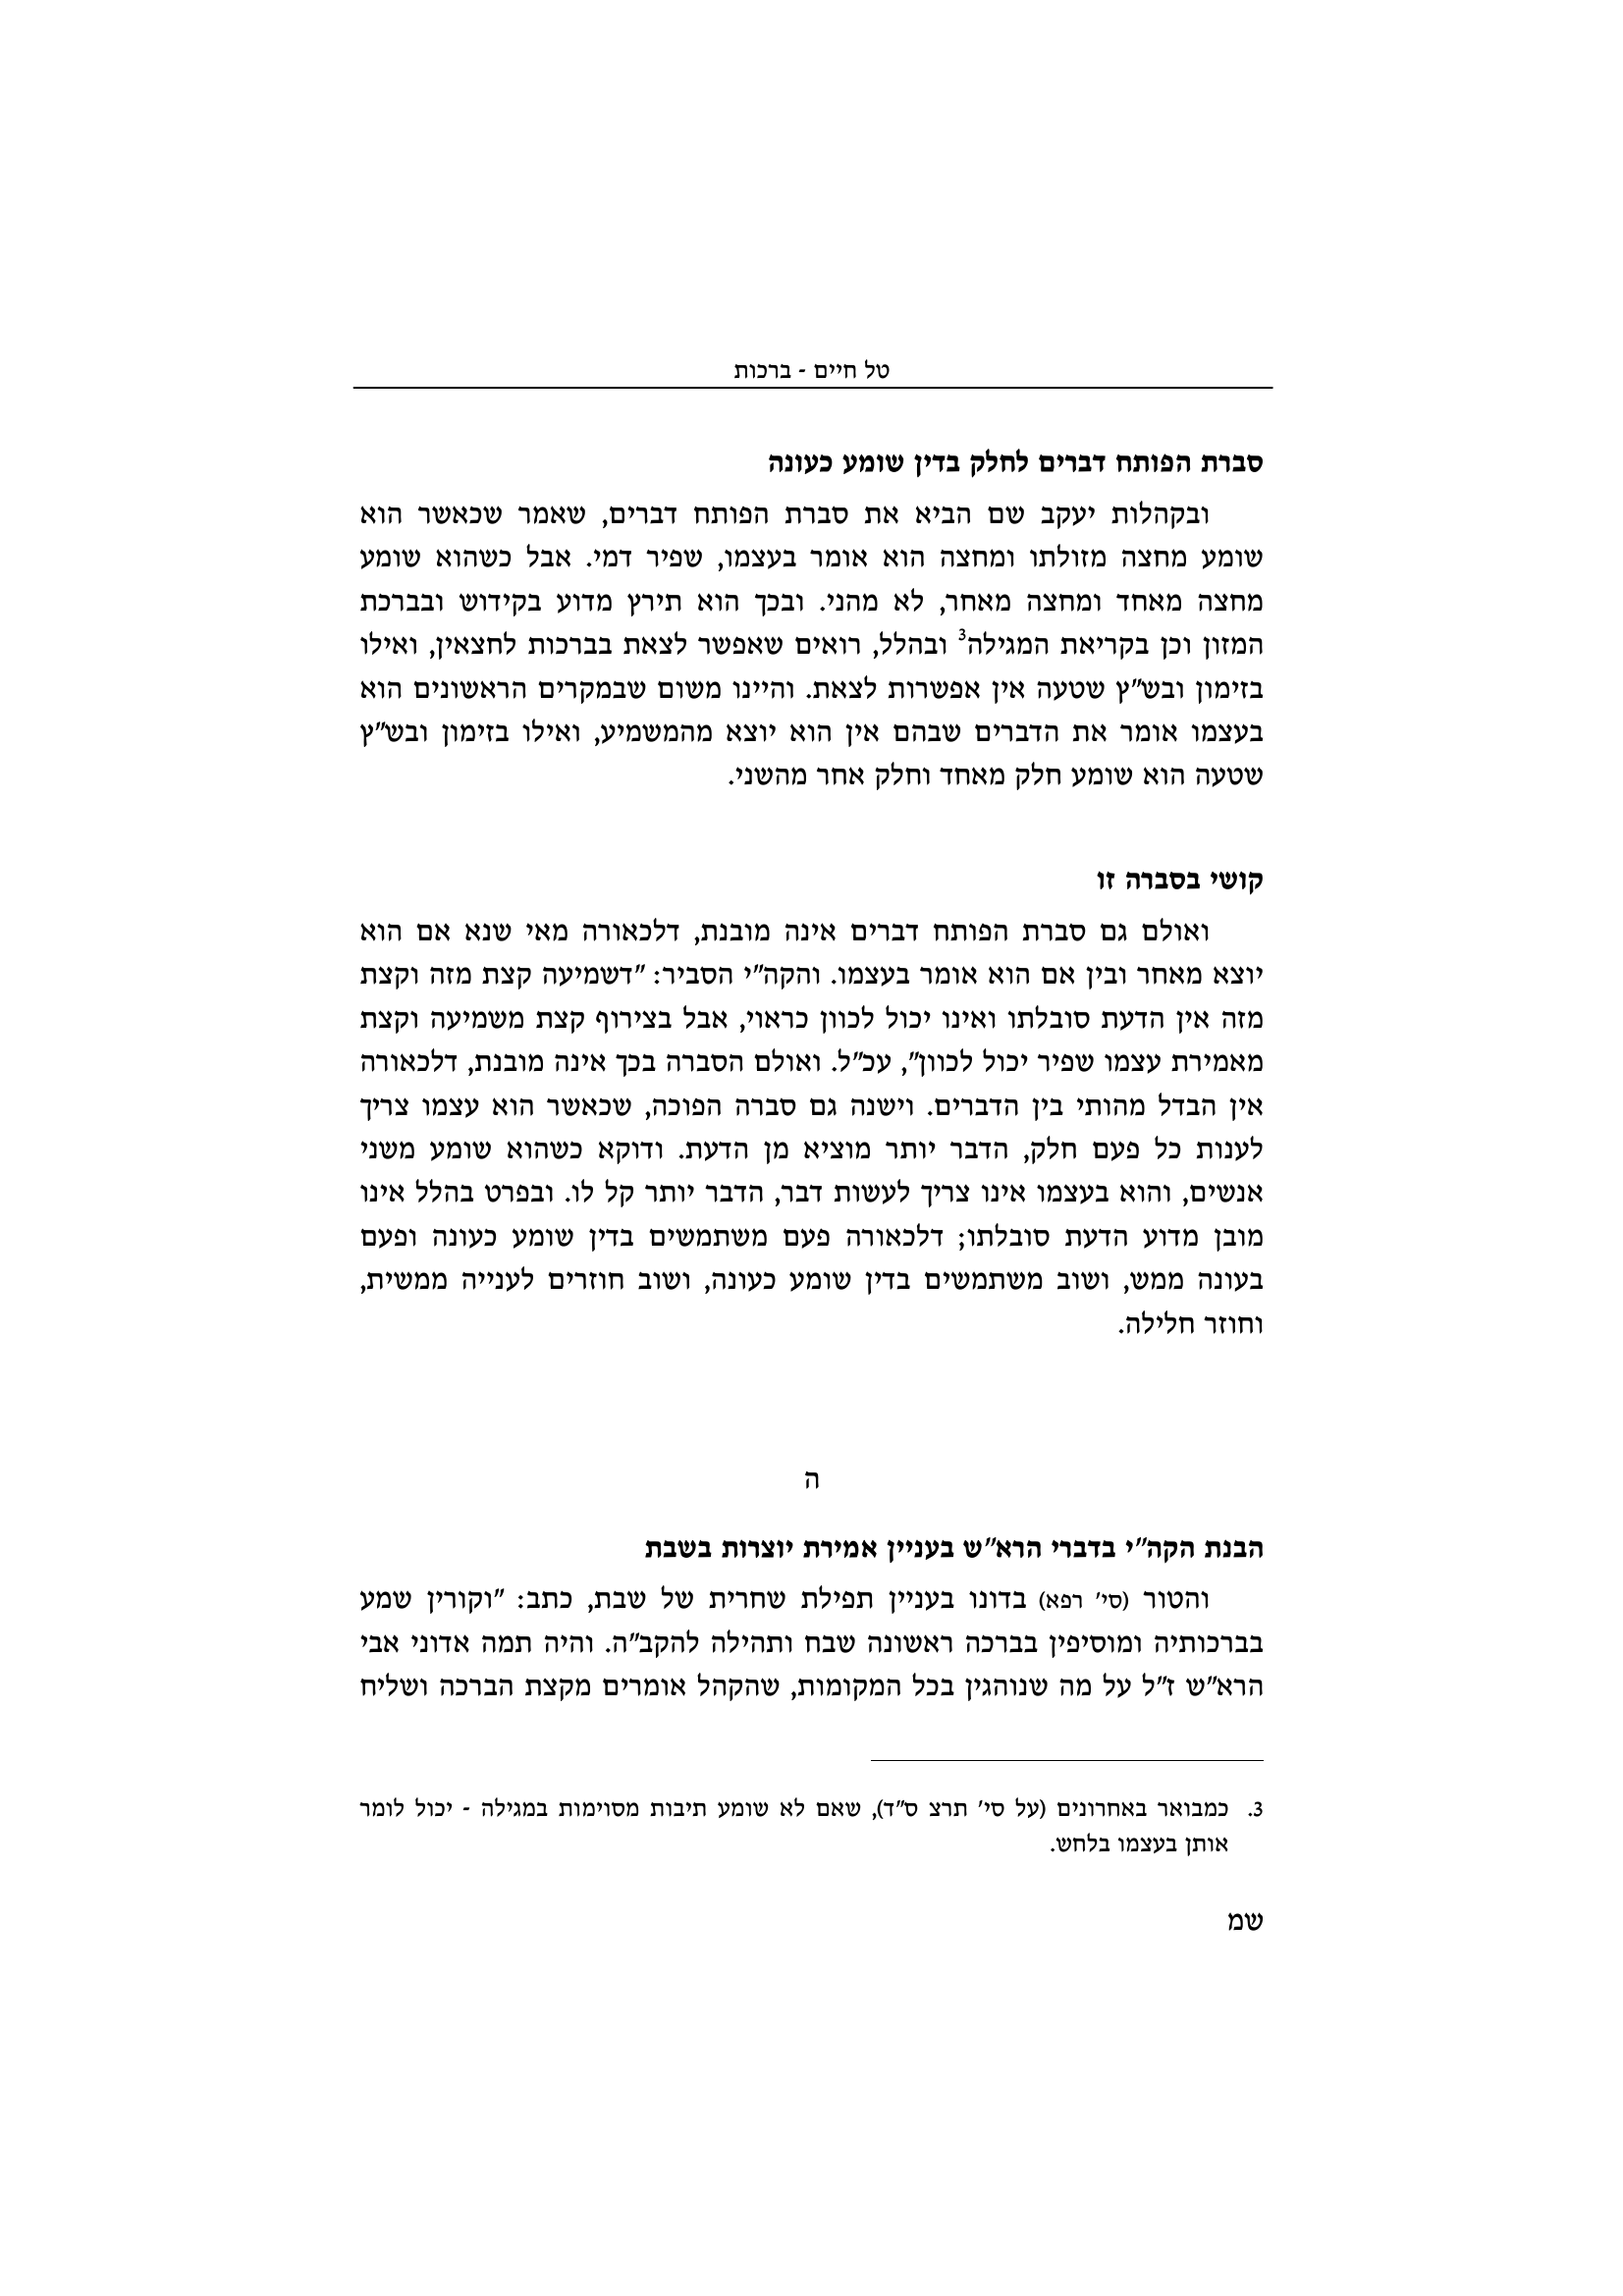 טל חיים - ברכות
סברת הפותח דברים לחלק בדין שומע כעונה
ובקהלות יעקב שם הביא את סברת הפותח דברים, שאמר שכאשר הוא
שומע מחצה מזולתו ומחצה הוא אומר בעצמו, שפיר דמי. אבל כשהוא שומע
מחצה מאחד ומחצה מאחר, לא מהני. ובכך הוא תירץ מדוע בקידוש ובברכת
המזון וכן בקריאת המגילה3 ובהלל, רואים שאפשר לצאת בברכות לחצאין, ואילו
בזימון ובש"ץ שטעה אין אפשרות לצאת. והיינו משום שבמקרים הראשונים הוא
בעצמו אומר את הדברים שבהם אין הוא יוצא מהמשמיע, ואילו בזימון ובש"ץ
שטעה הוא שומע חלק מאחד וחלק אחר מהשני.
קושי בסברה זו
ואולם גם סברת הפותח דברים אינה מובנת, דלכאורה מאי שנא אם הוא
יוצא מאחר ובין אם הוא אומר בעצמו. והקה"י הסביר: "דשמיעה קצת מזה וקצת
מזה אין הדעת סובלתו ואינו יכול לכוון כראוי, אבל בצירוף קצת משמיעה וקצת
מאמירת עצמו שפיר יכול לכוון", עכ"ל. ואולם הסברה בכך אינה מובנת, דלכאורה
אין הבדל מהותי בין הדברים. וישנה גם סברה הפוכה, שכאשר הוא עצמו צריך
לענות כל פעם חלק, הדבר יותר מוציא מן הדעת. ודוקא כשהוא שומע משני
אנשים, והוא בעצמו אינו צריך לעשות דבר, הדבר יותר קל לו. ובפרט בהלל אינו
מובן מדוע הדעת סובלתו; דלכאורה פעם משתמשים בדין שומע כעונה ופעם
בעונה ממש, ושוב משתמשים בדין שומע כעונה, ושוב חוזרים לענייה ממשית,
וחוזר חלילה.
ה
הבנת הקה"י בדברי הרא"ש בעניין אמירת יוצרות בשבת
והטור (סי' רפא) בדונו בעניין תפילת שחרית של שבת, כתב: "וקורין שמע
בברכותיה ומוסיפין בברכה ראשונה שבח ותהילה להקב"ה. והיה תמה אדוני אבי
הרא"ש ז"ל על מה שנוהגין בכל המקומות, שהקהל אומרים מקצת הברכה ושליח
3. כמבואר באחרונים (על סי' תרצ ס"ד), שאם לא שומע תיבות מסוימות במגילה - יכול לומר
אותן בעצמו בלחש.
שמ